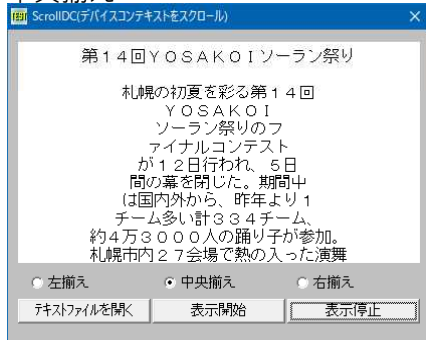 ScrollDC(デバイスコンテキストをスクロール)
第14回YOSAKOIソーラン祭り
札幌の初夏を彩る第14回
YOSAKOI
ソーラン祭りのフ
ァイナルコンテスト
が12日行われ、5日
間の幕を閉じた。期間中
は国内外から、昨年より1
チーム多い計334チーム、
約4万3000人の踊り子が参加。
札幌市内27会場で熱の入った演舞
左揃え 中央揃え 右揃え
テキストファイルを開く 表示開始 表示停止